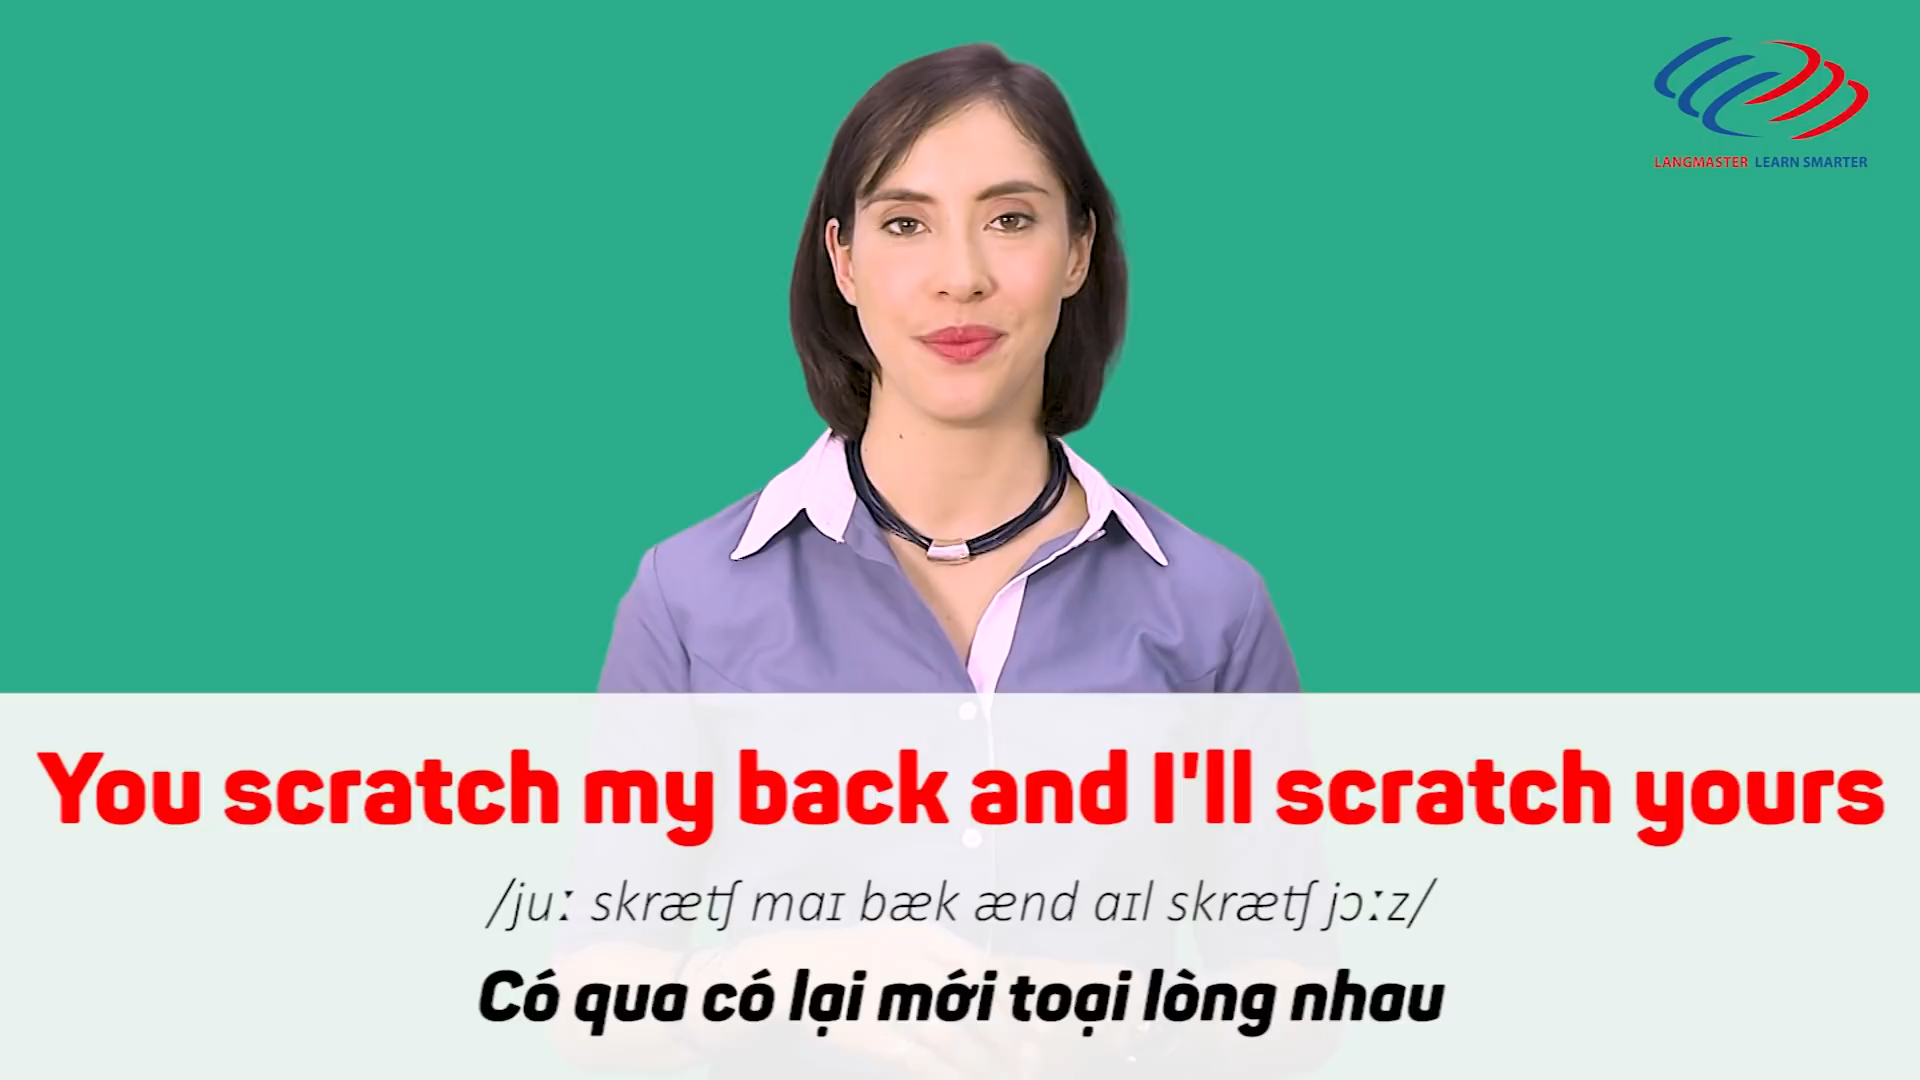 LANGMASTER LEARN SMARTER
You scratch my back and I'll scratch yours
/juː skrætʃ maɪ bæk ænd aɪl skrætʃ jɔːz/
Có qua có lại mới toại lòng nhau